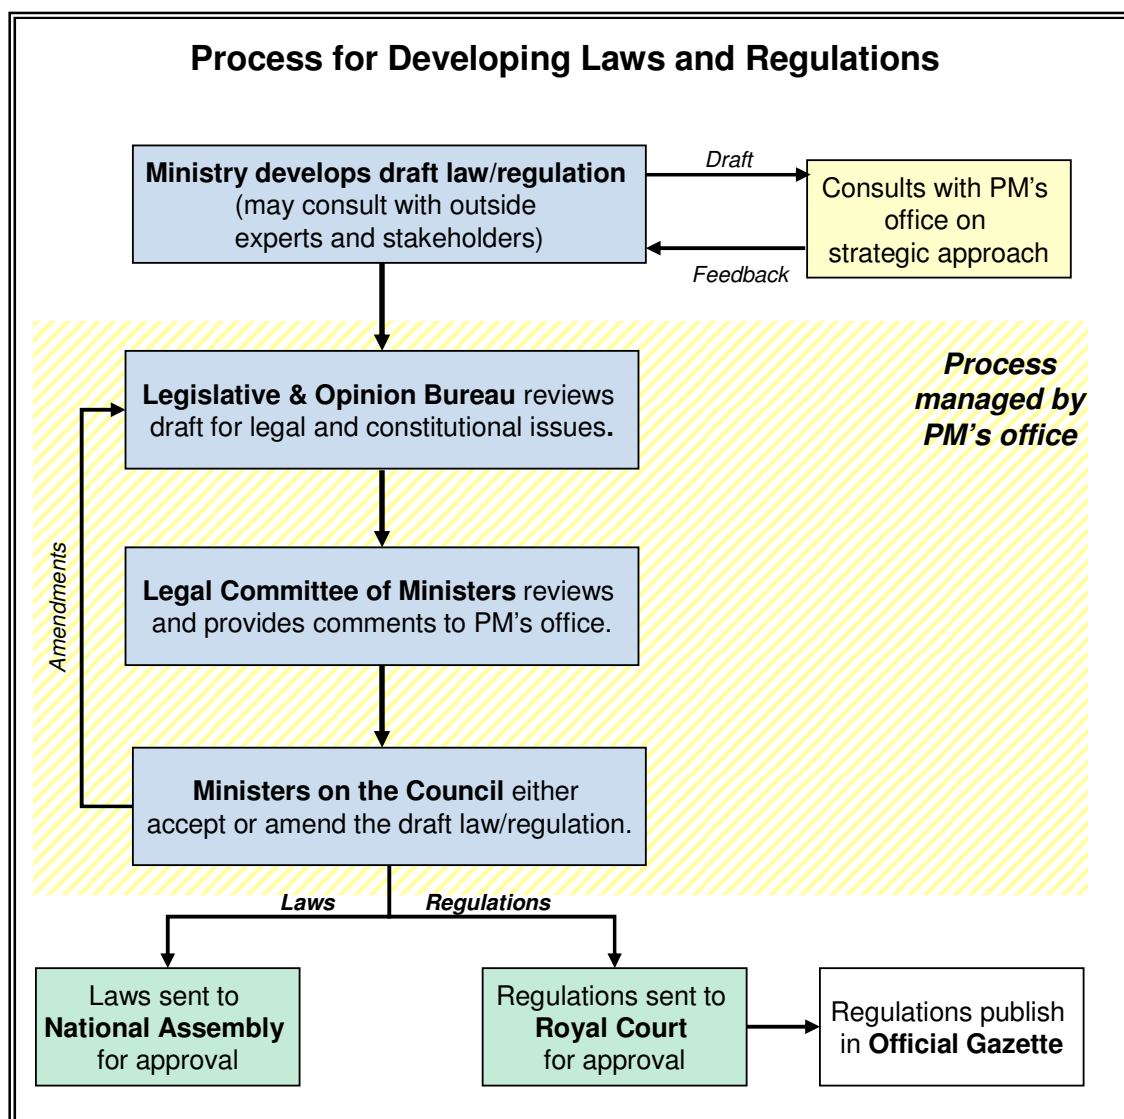 Process for Developing Laws and Regulations
Ministry develops draft law/regulation
(may consult with outside
experts and stakeholders)
Draft
Consults with PM's
office on
strategic approach
Feedback
Process
managed by
PM's office
Legislative & Opinion Bureau reviews
draft for legal and constitutional issues.
Amendments
Legal Committee of Ministers reviews
and provides comments to PM's office.
Ministers on the Council either
accept or amend the draft law/regulation.
Laws
Regulations
Laws sent to
National Assembly
for approval
Regulations sent to
Royal Court
for approval
Regulations publish
in Official Gazette